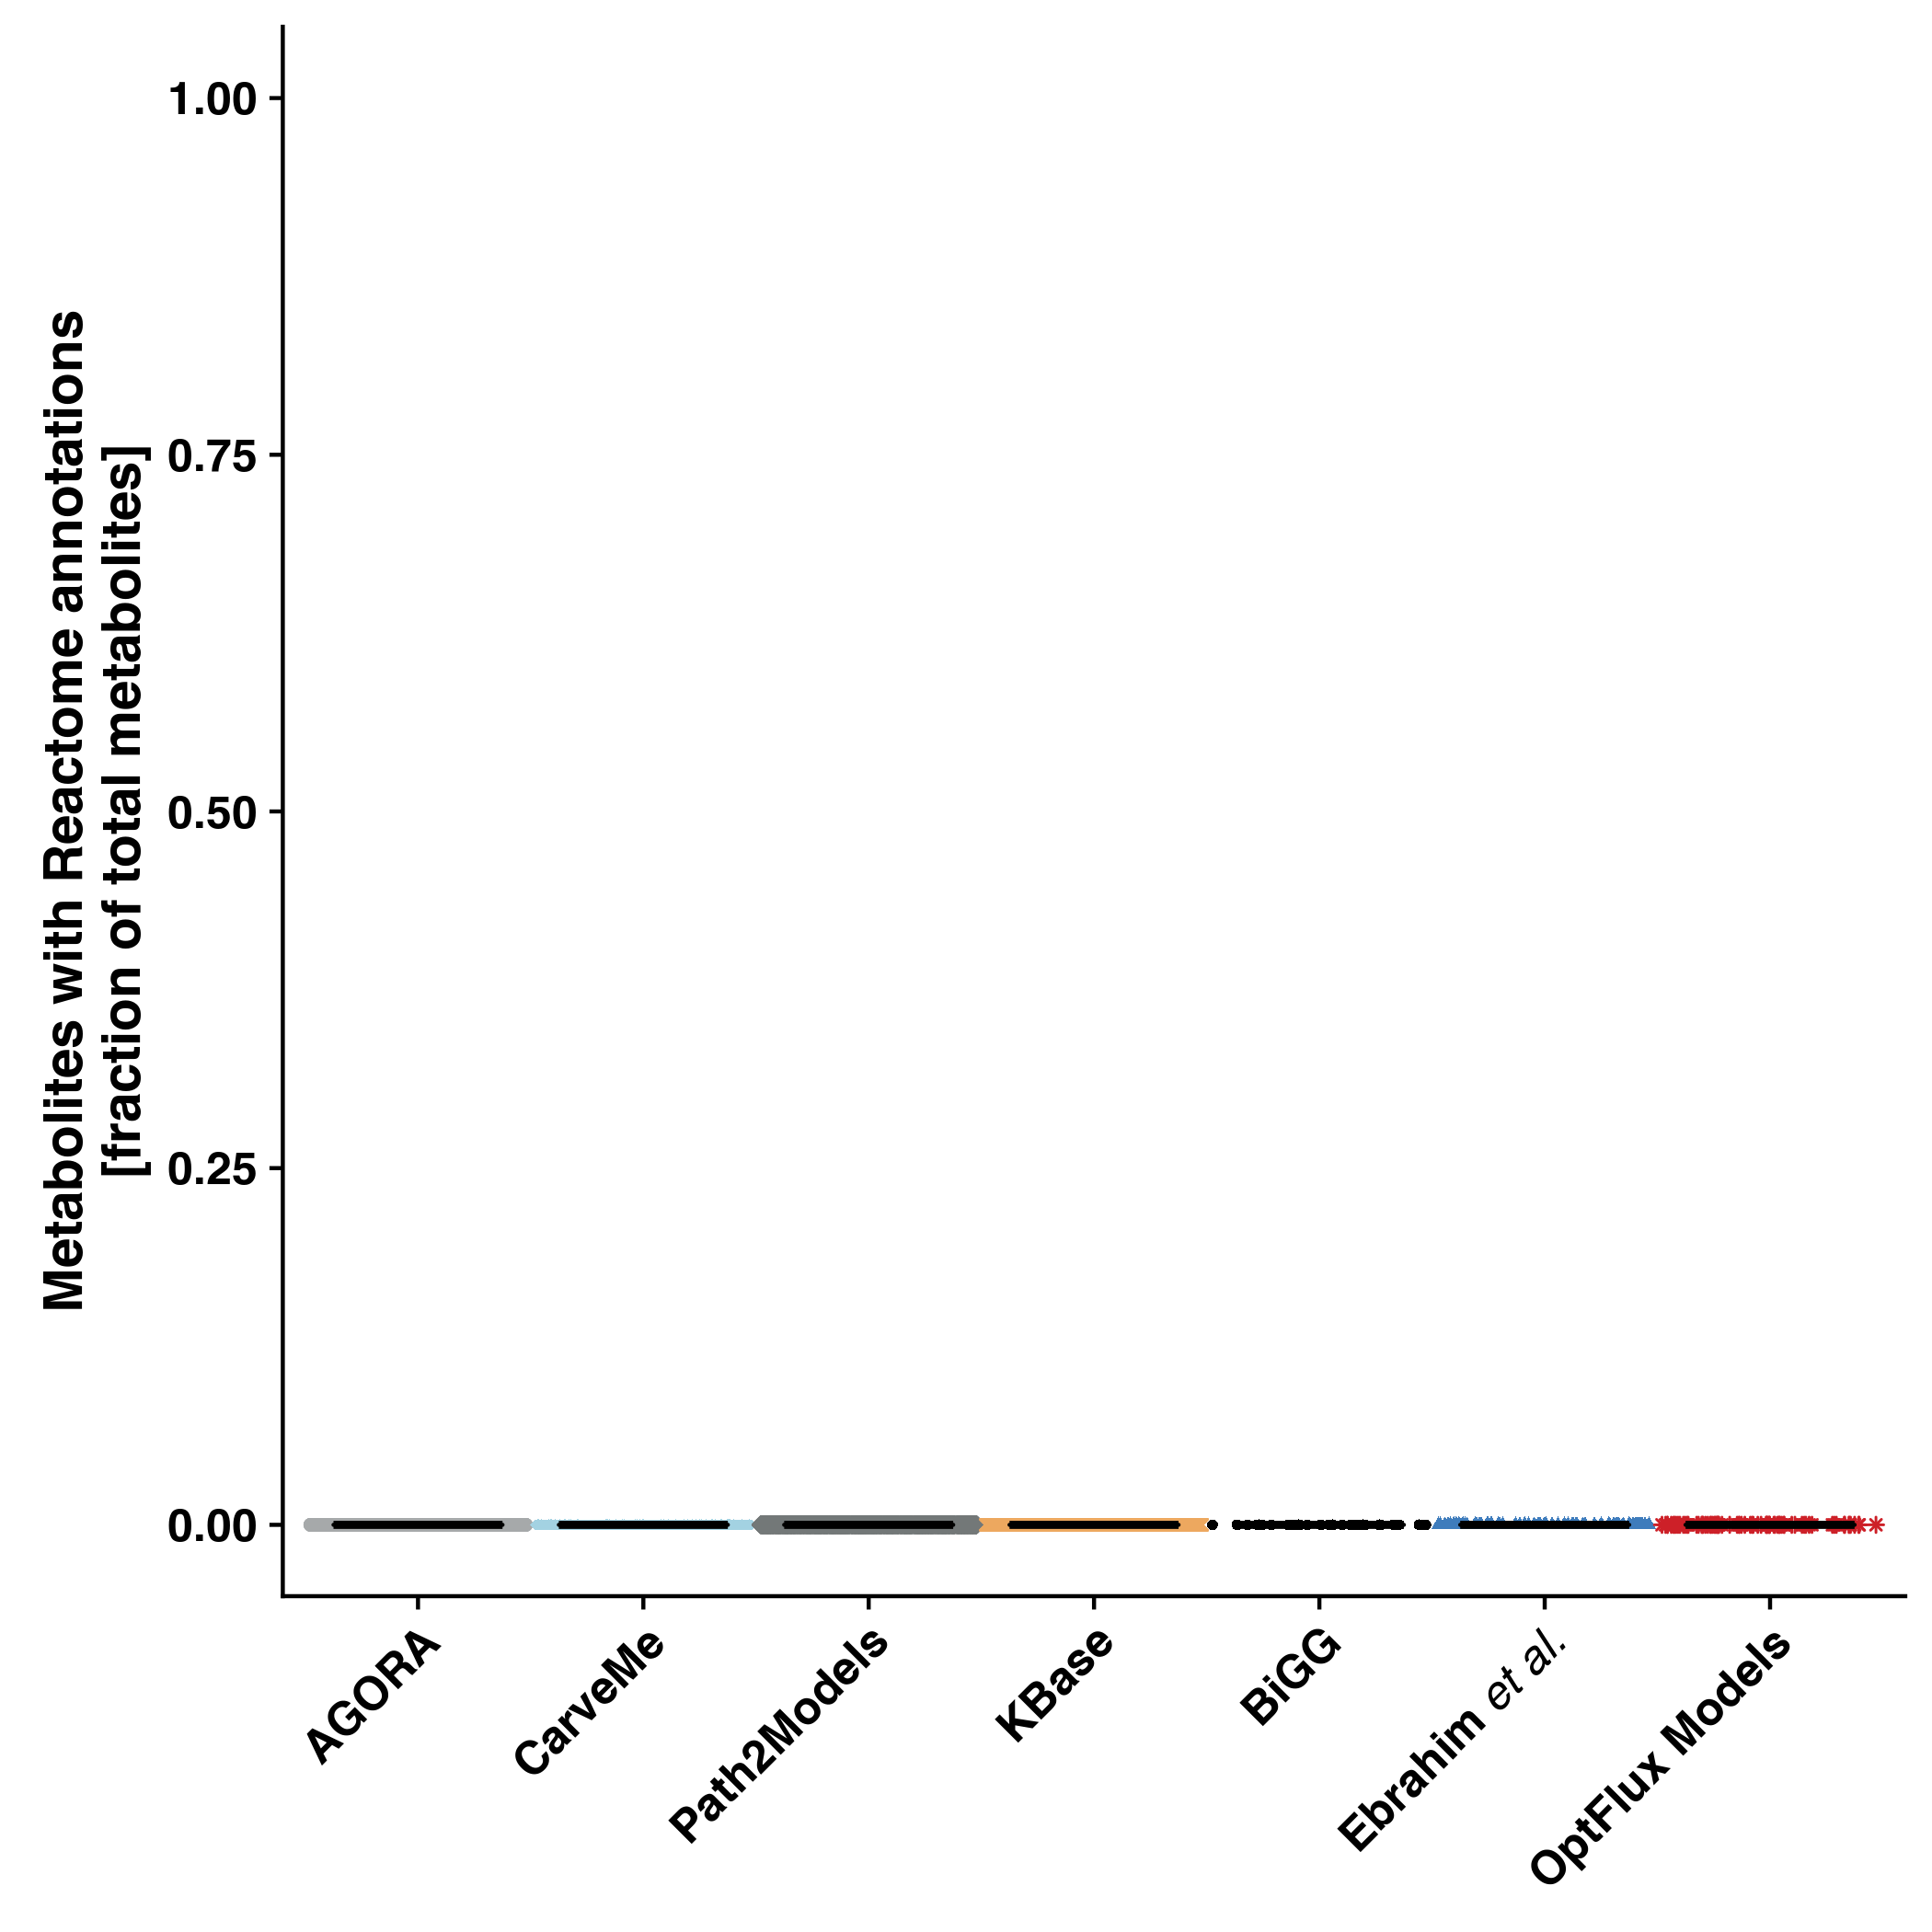 Metabolites with Reactome annotations
[fraction of total metabolites]
1.00
0.75
0.50
0.25
0.00
AGORA
CarveMe
Path2Models
KBase
BiGG
Ebrahim et al.
OptFlux Models